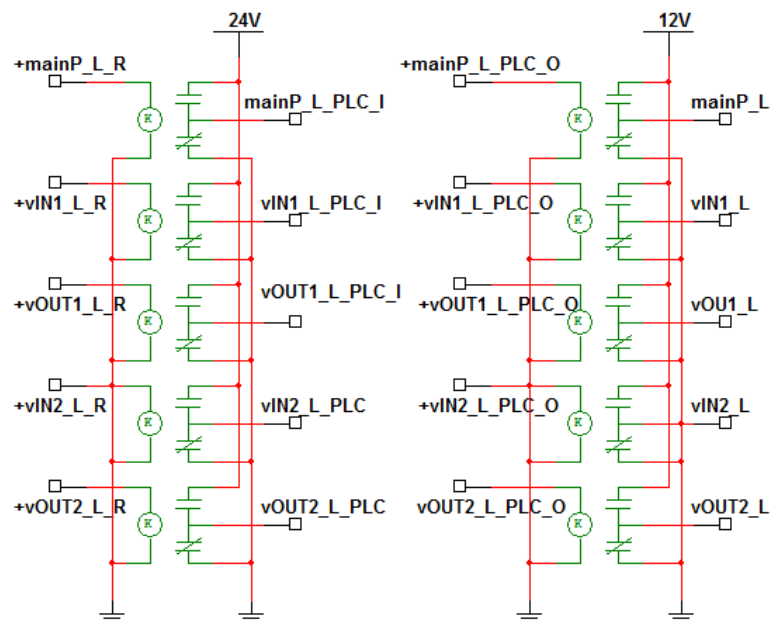 24V
12V
+mainP_L_R
+mainP_L_PLC_O
mainP_L_PLC_I
mainP_L
K
K
+vIN1_L_R
vIN1_L_PLC_I
+vIN1_L_PLC_O
vIN1_L
K
K
+vOUT1_L_R
vOUT1_L_PLC_I
+vOUT1_L_PLC_O
vOU1_L
K
K
+vIN2_L_R
vIN2_L_PLC
+vIN2_L_PLC_O
vIN2_L
K
K
+vOUT2_L_R
vOUT2_L_PLC
vOUT2_L_PLC_O
vOUT2_L
K
K